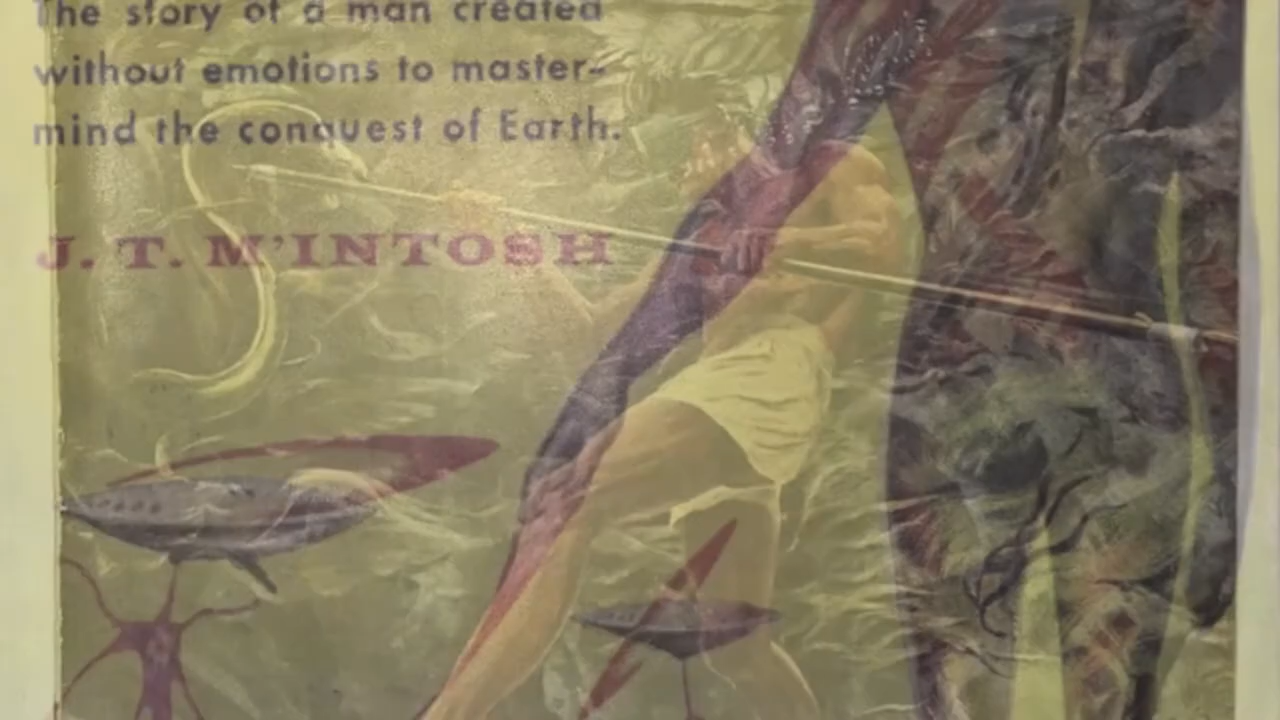 The story of a man created
without emotions to master-
mind the conquest of Earth.
J. T. M'INTOSH